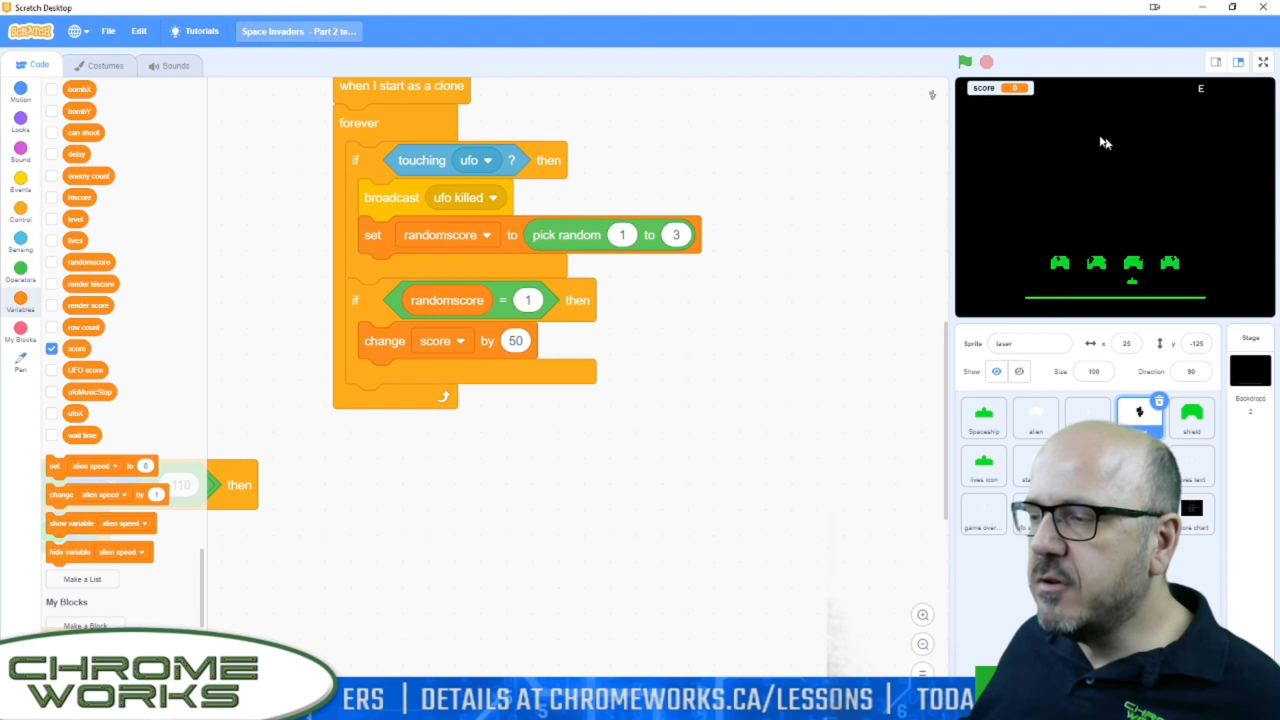 Scratch Desktop
SCRATCH
File
Edit
Tutorials
Space Invaders - Part 2 te...
Code
Costumes
Sounds
Motion
Looks
Sound
Events
Control
Sensing
Operators
Variables
My Blocks
Pen
bombX
bombY
can shoot
delay
enemy count
hiscore
level
lives
randomscore
render hiscore
render score
row count
score
UFO score
ufoMusicStop
ufoX
wait time
set alien speed to 0
change alien speed by 1
show variable alien speed
hide variable alien speed
Make a List
My Blocks
Make a Block
when I start as a clone
forever
if touching ufo ? then
broadcast ufo killed
set randomscore to pick random 1 to 3
if randomscore = 1 then
change score by 50
110 then
score 0
E
Sprite laser x 25 y -125
Show Size 100 Direction 90
Stage
Backdrops
2
Spaceship
alien
shield
lives icon
game over...
CHROME
WORKS
ERS | DETAILS AT CHROMEWORKS.CA/LESSONS | TODA